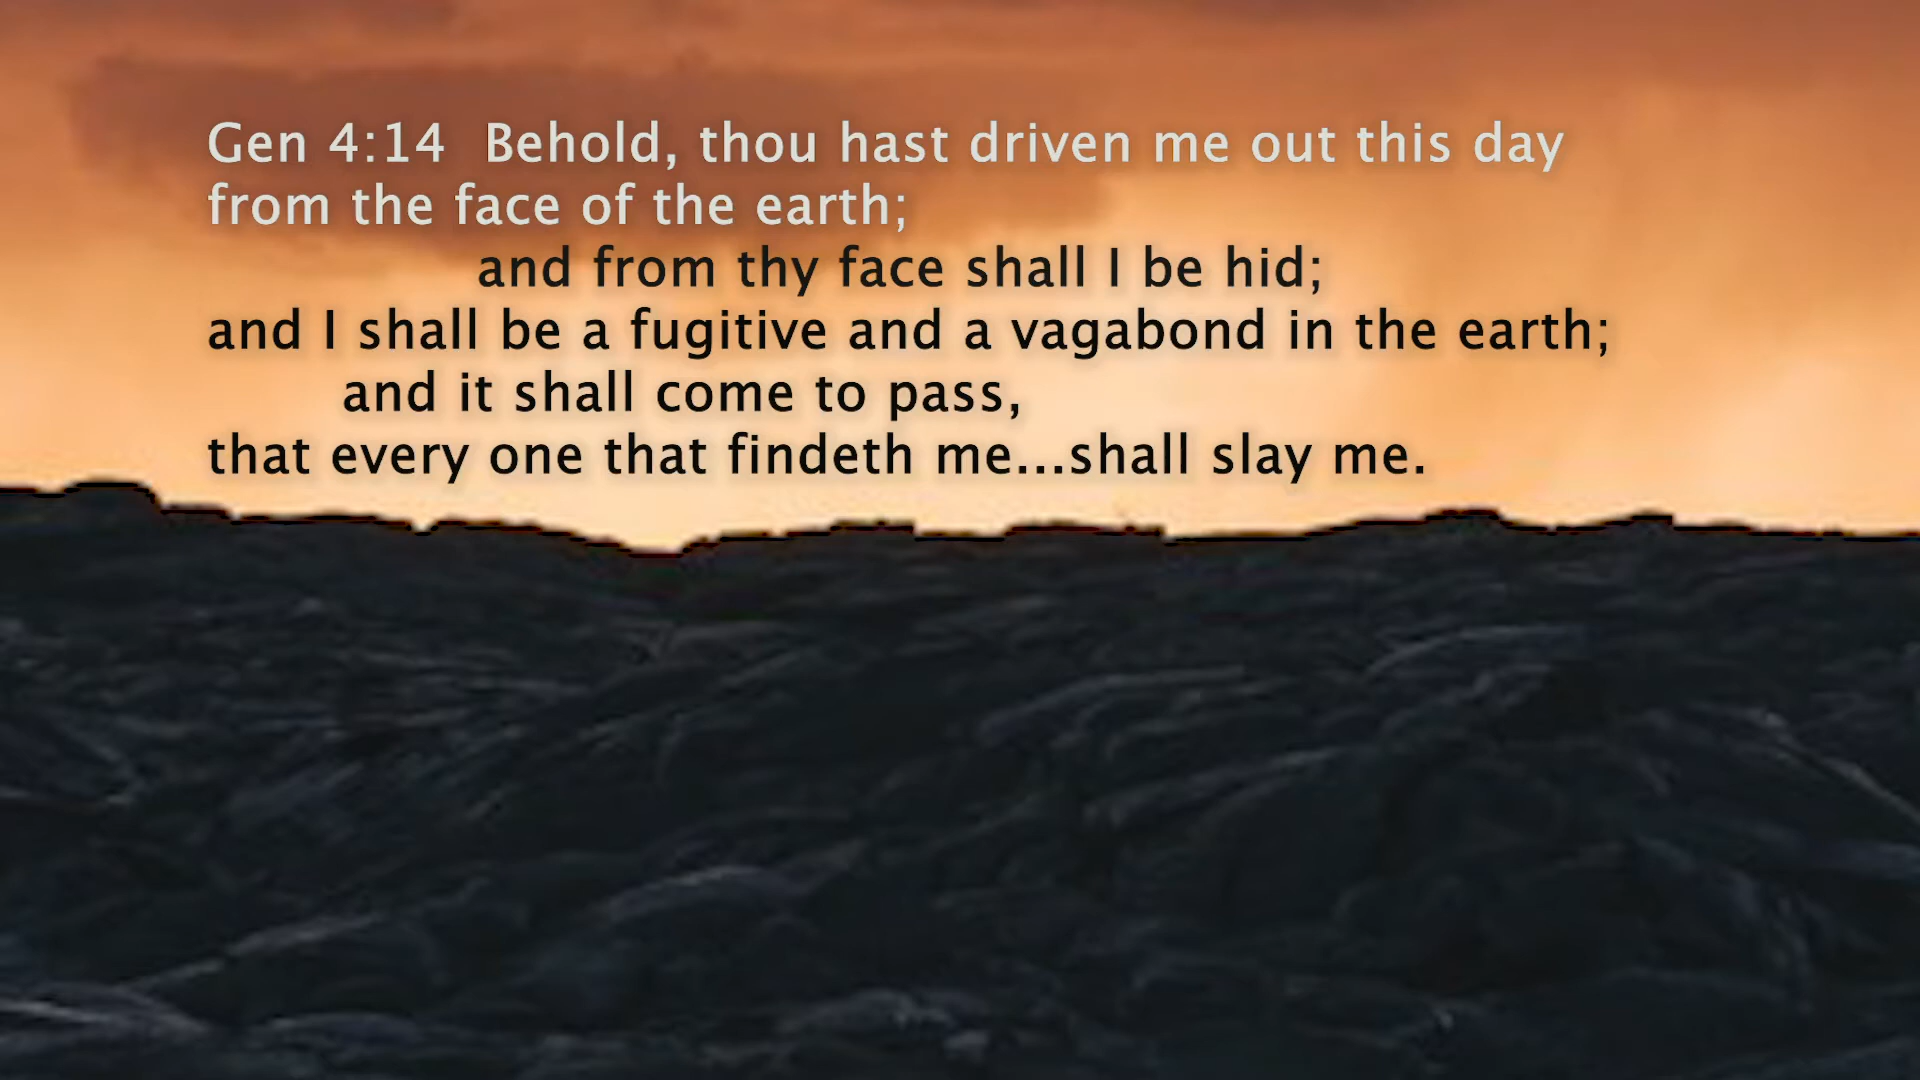 Gen 4:14  Behold, thou hast driven me out this day
from the face of the earth;
and from thy face shall I be hid;
and I shall be a fugitive and a vagabond in the earth;
and it shall come to pass,
that every one that findeth me...shall slay me.